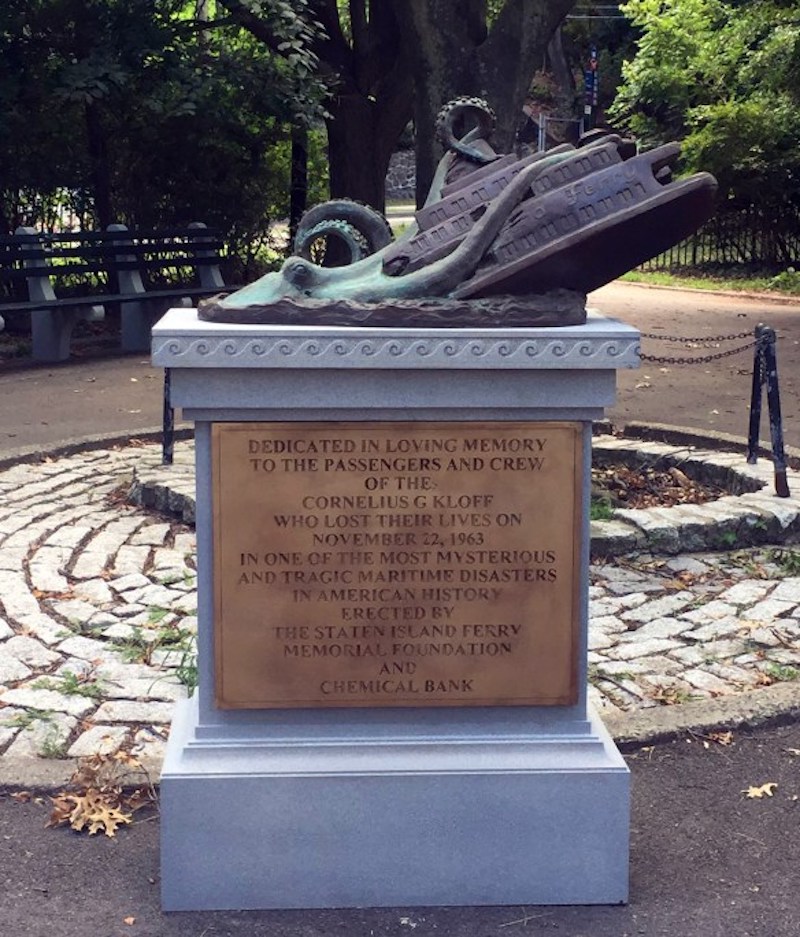 Ferry
DEDICATED IN LOVING MEMORY
TO THE PASSENGERS AND CREW
OF THE
CORNELIUS G KLOFF
WHO LOST THEIR LIVES ON
NOVEMBER 22, 1963
IN ONE OF THE MOST MYSTERIOUS
AND TRAGIC MARITIME DISASTERS
IN AMERICAN HISTORY
ERECTED BY
THE STATEN ISLAND FERRY
MEMORIAL FOUNDATION
AND
CHEMICAL BANK